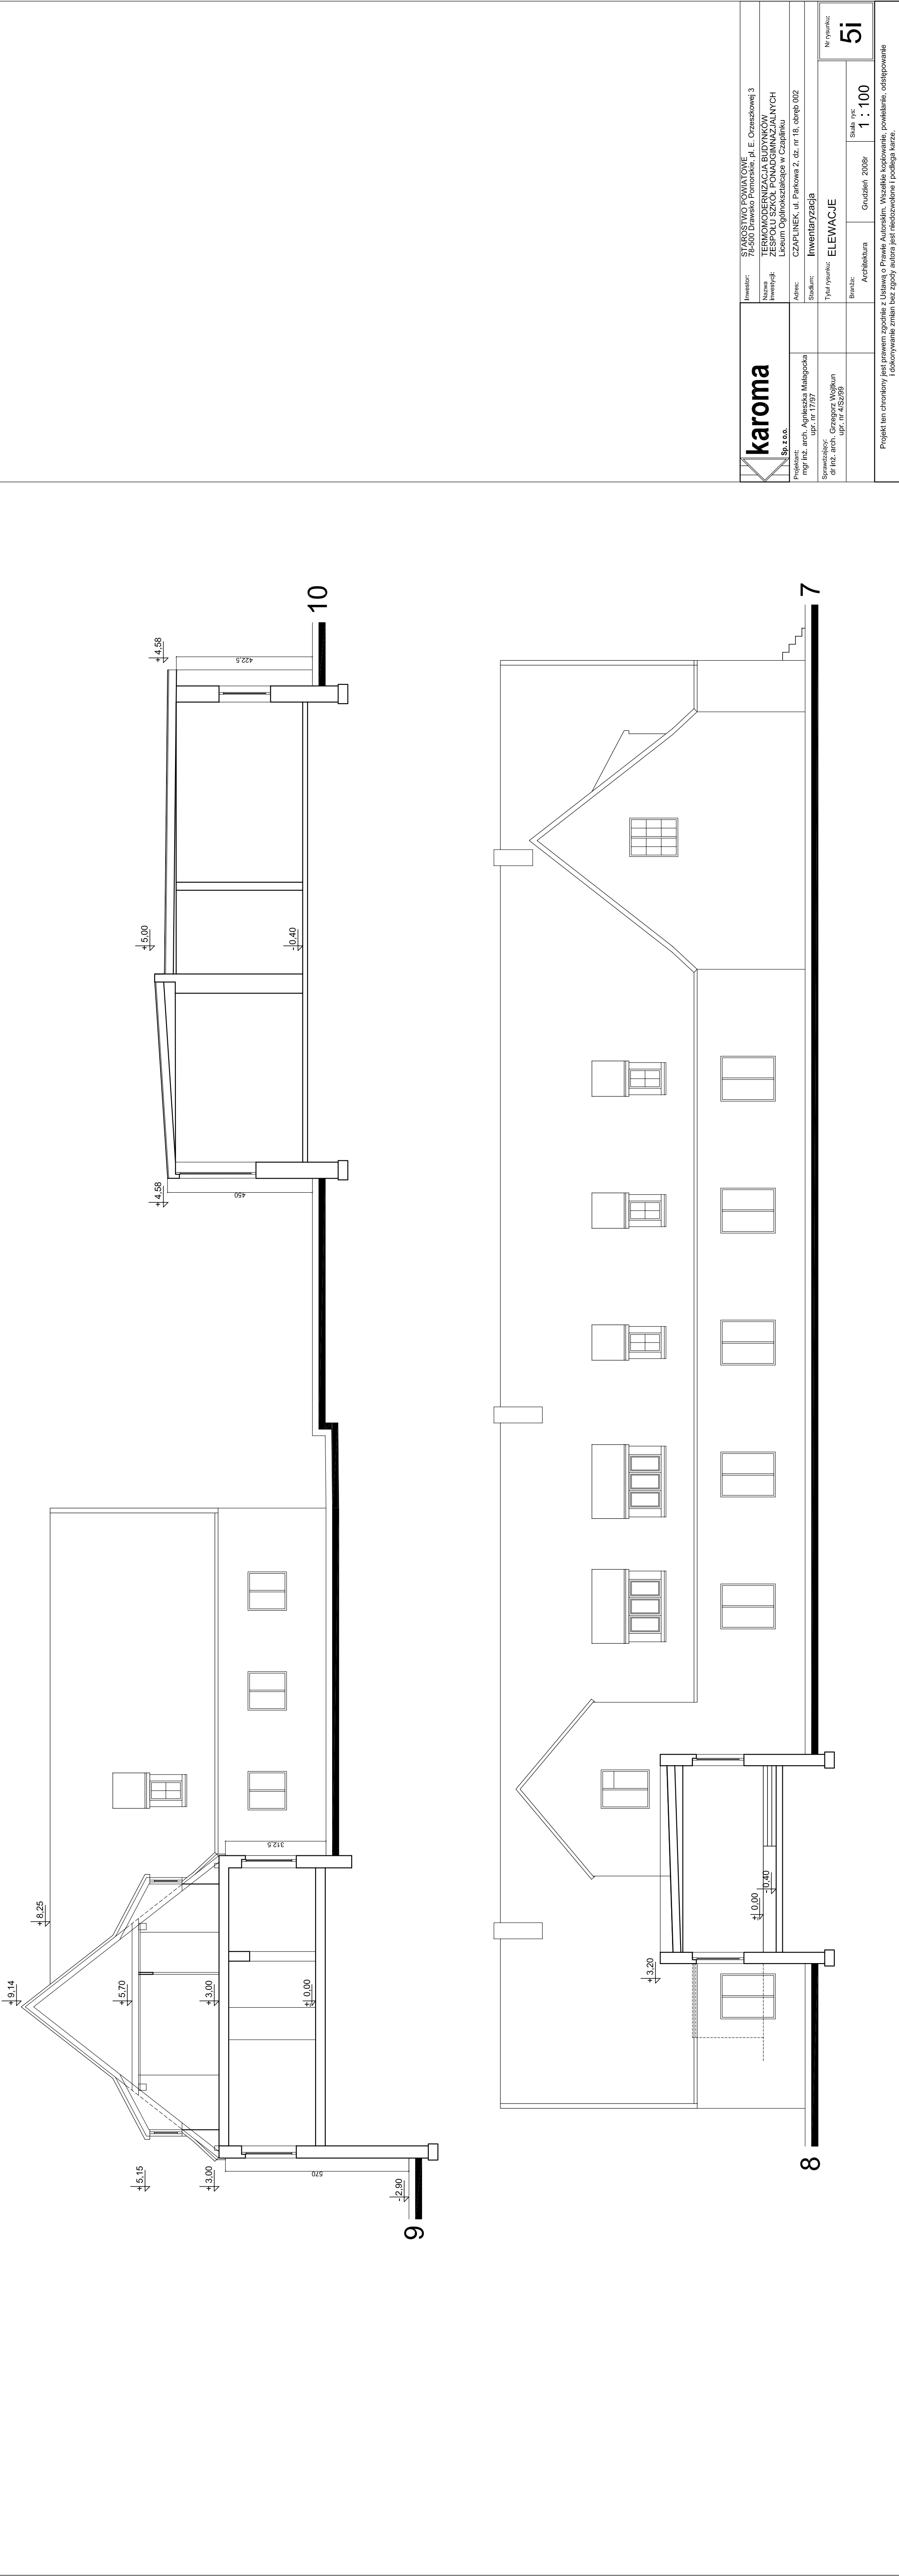 + 9,14
+ 8,25
+ 5,15
+ 5,70
+ 3,00
+ 3,00
+ 0,00
- 2,90
570
312.5
9
+ 4,58
+ 5,00
+ 4,58
- 0,40
450
422.5
10
+ 3,20
+ 0,00
- 0,40
8
7
karoma
Sp. z o.o.
Inwestor:
STAROSTWO POWIATOWE
78-500 Drawsko Pomorskie, pl. E. Orzeszkowej 3
Nazwa
Inwestycji:
TERMOMODERNIZACJA BUDYNKÓW
ZESPOŁU SZKÓŁ PONADGIMNAZJALNYCH
Liceum Ogólnokształcące w Czaplinku
Projektant:
mgr inż. arch. Agnieszka Małagocka
upr. nr 17/97
Adres:
CZAPLINEK, ul. Parkowa 2, dz. nr 18, obręb 002
Stadium:
Inwentaryzacja
Sprawdzający:
dr inż. arch. Grzegorz Wojtkun
upr. nr 4/Sz/99
Tytuł rysunku:
ELEWACJE
Nr rysunku:
5i
Branża:
Architektura
Grudzień 2008r
Skala rys:
1 : 100
Projekt ten chroniony jest prawem zgodnie z Ustawą o Prawie Autorskim. Wszelkie kopiowanie, powielanie, odstępowanie
i dokonywanie zmian bez zgody autora jest niedozwolone i podlega karze.